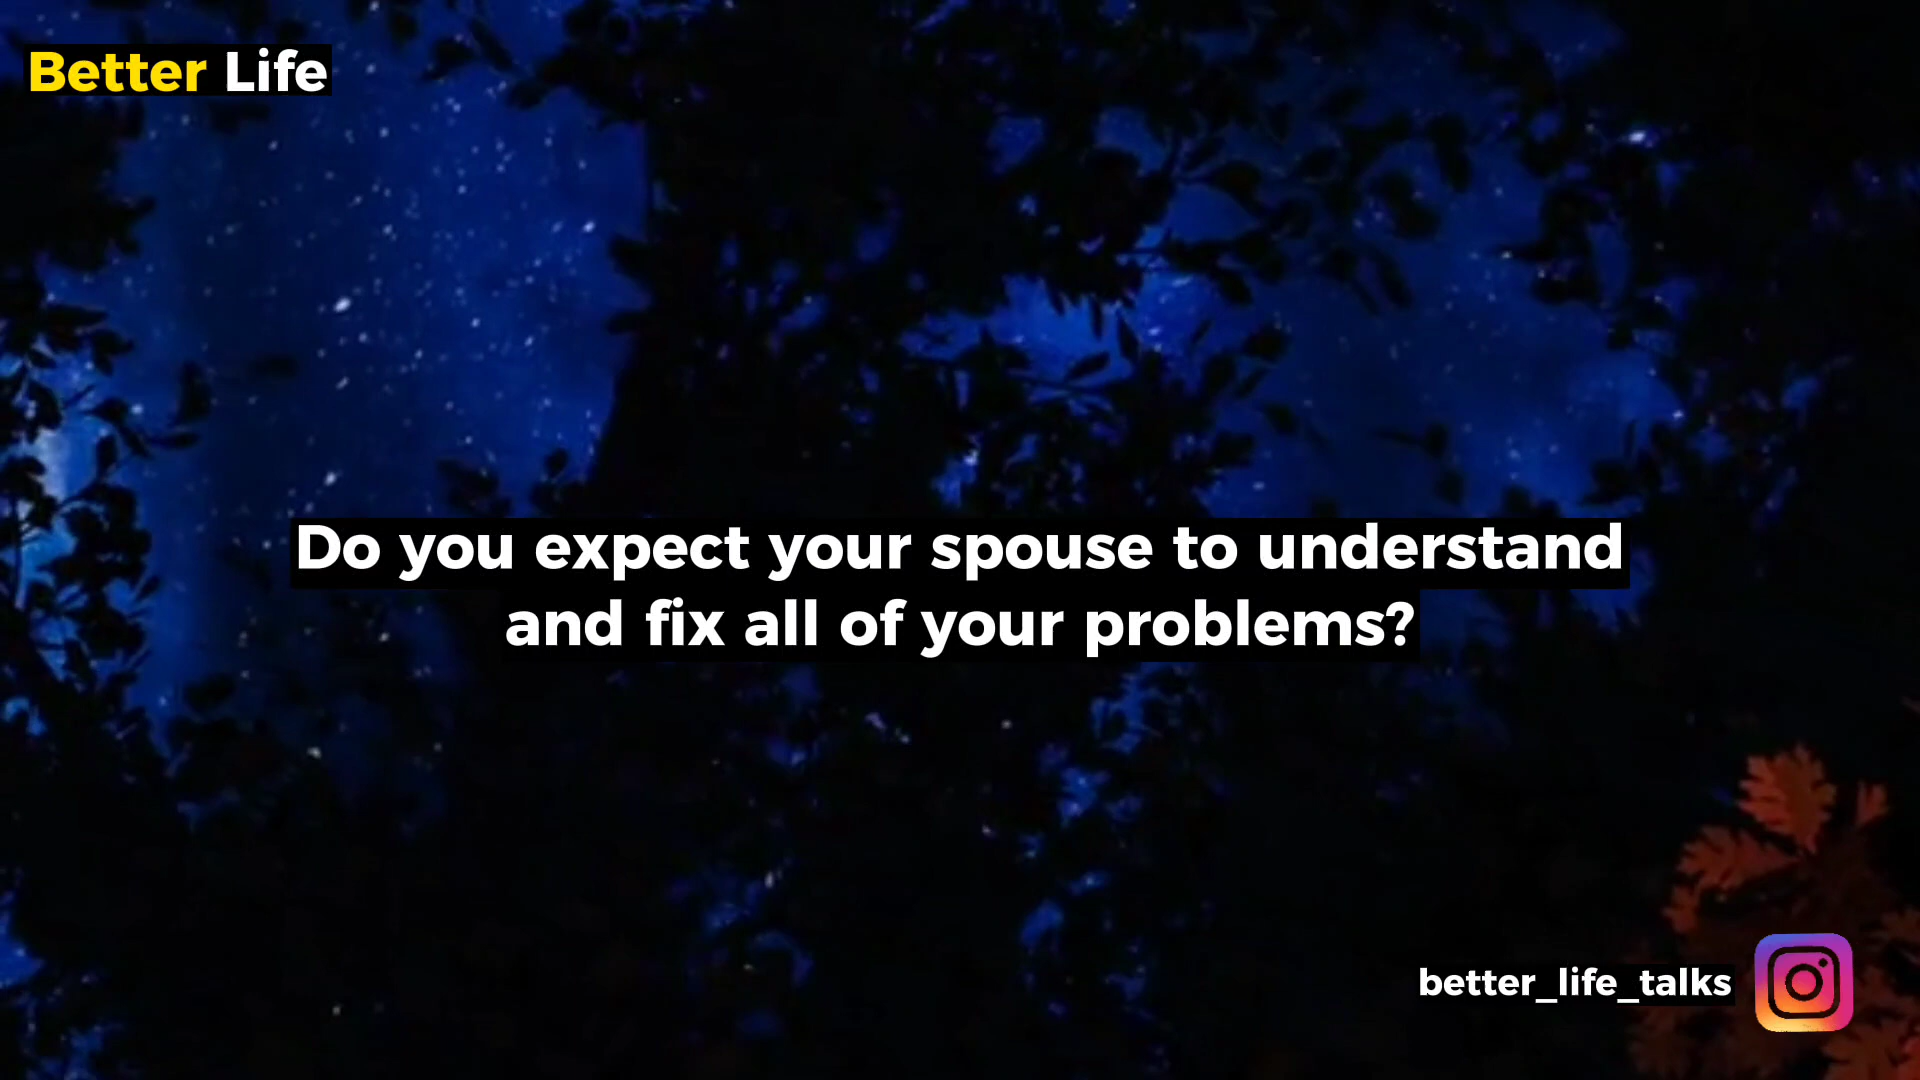 Better Life
Do you expect your spouse to understand
and fix all of your problems?
better_life_talks